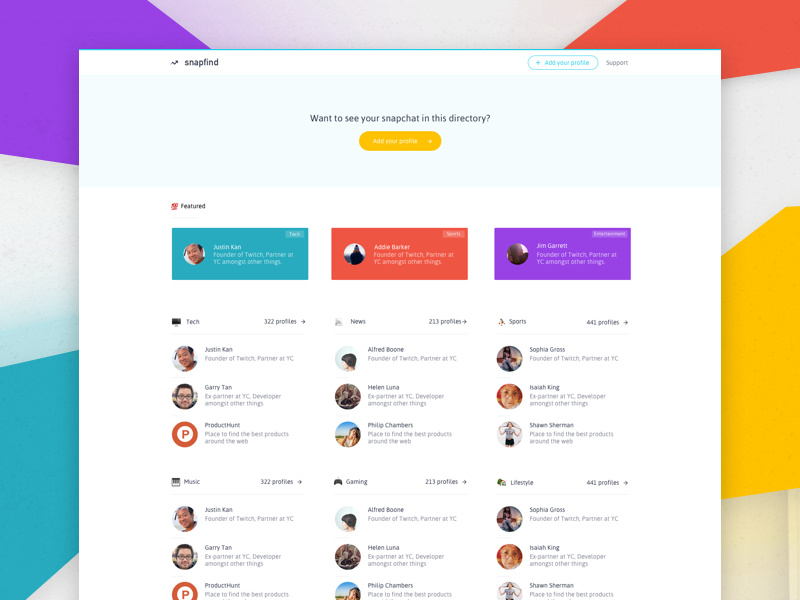 snapfind
+ Add your profile
Support
Want to see your snapchat in this directory?
Add your profile →
💯 Featured
Tech
Justin Kan
Founder of Twitch, Partner at
YC amongst other things.
Sports
Addie Barker
Founder of Twitch, Partner at
YC amongst other things.
Entertainment
Jim Garrett
Founder of Twitch, Partner at
YC amongst other things.
Tech
322 profiles →
Justin Kan
Founder of Twitch, Partner at YC
Garry Tan
Ex-partner at YC, Developer
amongst other things
P
ProductHunt
Place to find the best products
around the web
News
213 profiles→
Alfred Boone
Founder of Twitch, Partner at YC
Helen Luna
Ex-partner at YC, Developer
amongst other things
Philip Chambers
Place to find the best products
around the web
Sports
441 profiles →
Sophia Gross
Founder of Twitch, Partner at YC
Isaiah King
Ex-partner at YC, Developer
amongst other things
Shawn Sherman
Place to find the best products
around the web
Music
322 profiles →
Justin Kan
Founder of Twitch, Partner at YC
Garry Tan
Ex-partner at YC, Developer
amongst other things
P
ProductHunt
Place to find the best products
Gaming
213 profiles →
Alfred Boone
Founder of Twitch, Partner at YC
Helen Luna
Ex-partner at YC, Developer
amongst other things
Philip Chambers
Place to find the best products
Lifestyle
441 profiles →
Sophia Gross
Founder of Twitch, Partner at YC
Isaiah King
Ex-partner at YC, Developer
amongst other things
Shawn Sherman
Place to find the best products